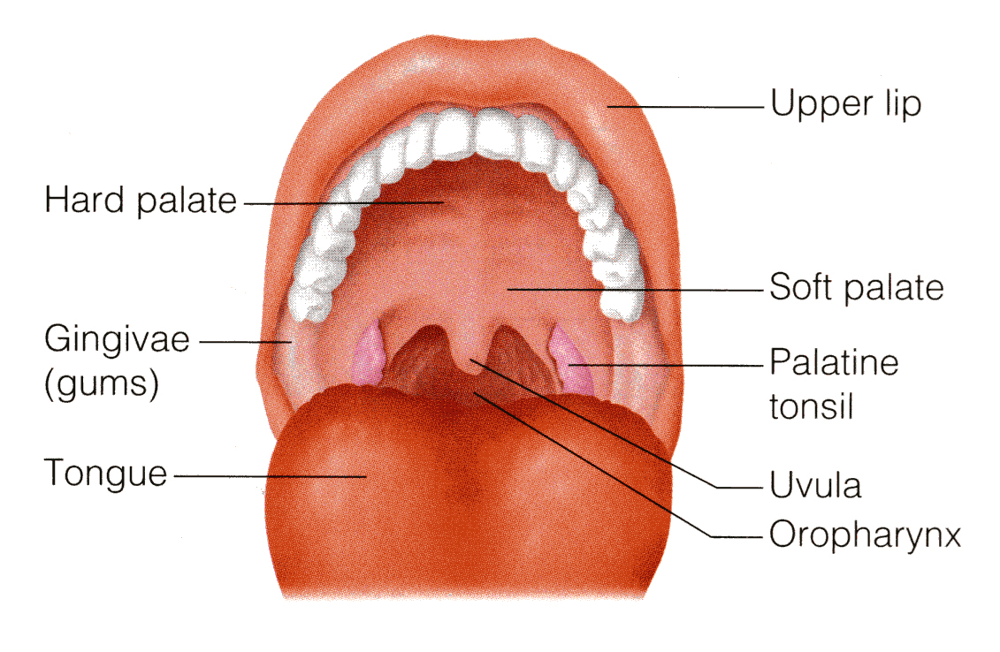 Upper lip
Hard palate
Soft palate
Gingivae
(gums)
Palatine
tonsil
Tongue
Uvula
Oropharynx